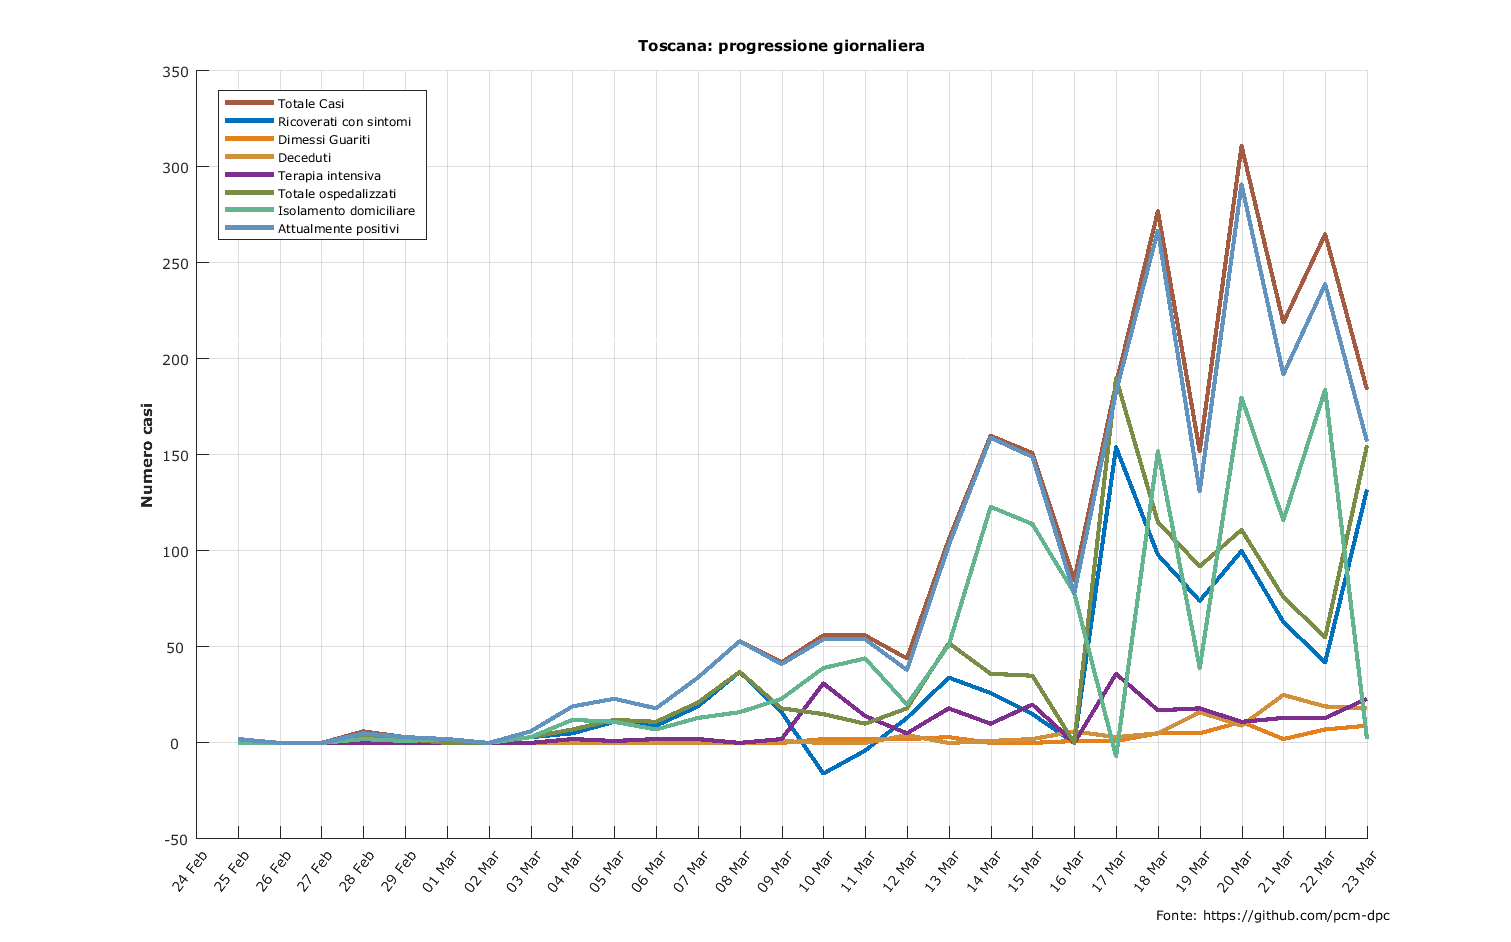 Toscana: progressione giornaliera
350
300
250
200
150
100
50
0
-50
Numero casi
Totale Casi
Ricoverati con sintomi
Dimessi Guariti
Deceduti
Terapia intensiva
Totale ospedalizzati
Isolamento domiciliare
Attualmente positivi
24 Feb
25 Feb
26 Feb
27 Feb
28 Feb
29 Feb
01 Mar
02 Mar
03 Mar
04 Mar
05 Mar
06 Mar
07 Mar
08 Mar
09 Mar
10 Mar
11 Mar
12 Mar
13 Mar
14 Mar
15 Mar
16 Mar
17 Mar
18 Mar
19 Mar
20 Mar
21 Mar
22 Mar
23 Mar
Fonte: https://github.com/pcm-dpc